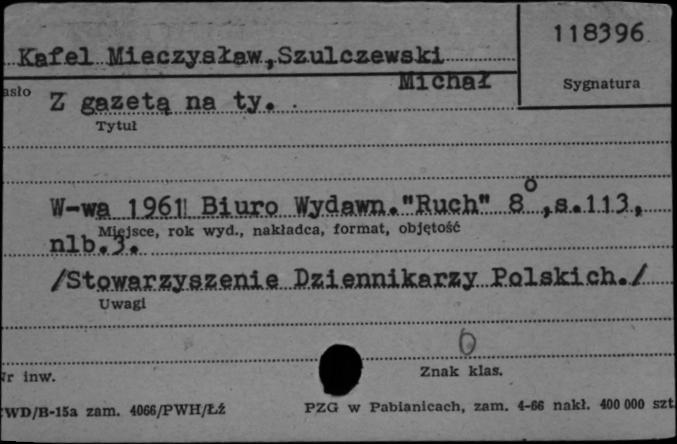 118396
Kafel Mieczysław,Szulczewski
Michał
Sygnatura
asło
Z gazetą na ty.
Tytuł
W-wa 1961 Biuro Wydawn."Ruch" 8°,s.113,
Miejsce, rok wyd., nakładca, format, objętość
nlb.3.
/Stowarzyszenie Dziennikarzy Polskich./
Uwagi
6
Nr inw.
Znak klas.
WD/B-15a zam. 4066/PWH/Łź
PZG w Pabianicach, zam. 4-66 nakł. 400 000 szt.